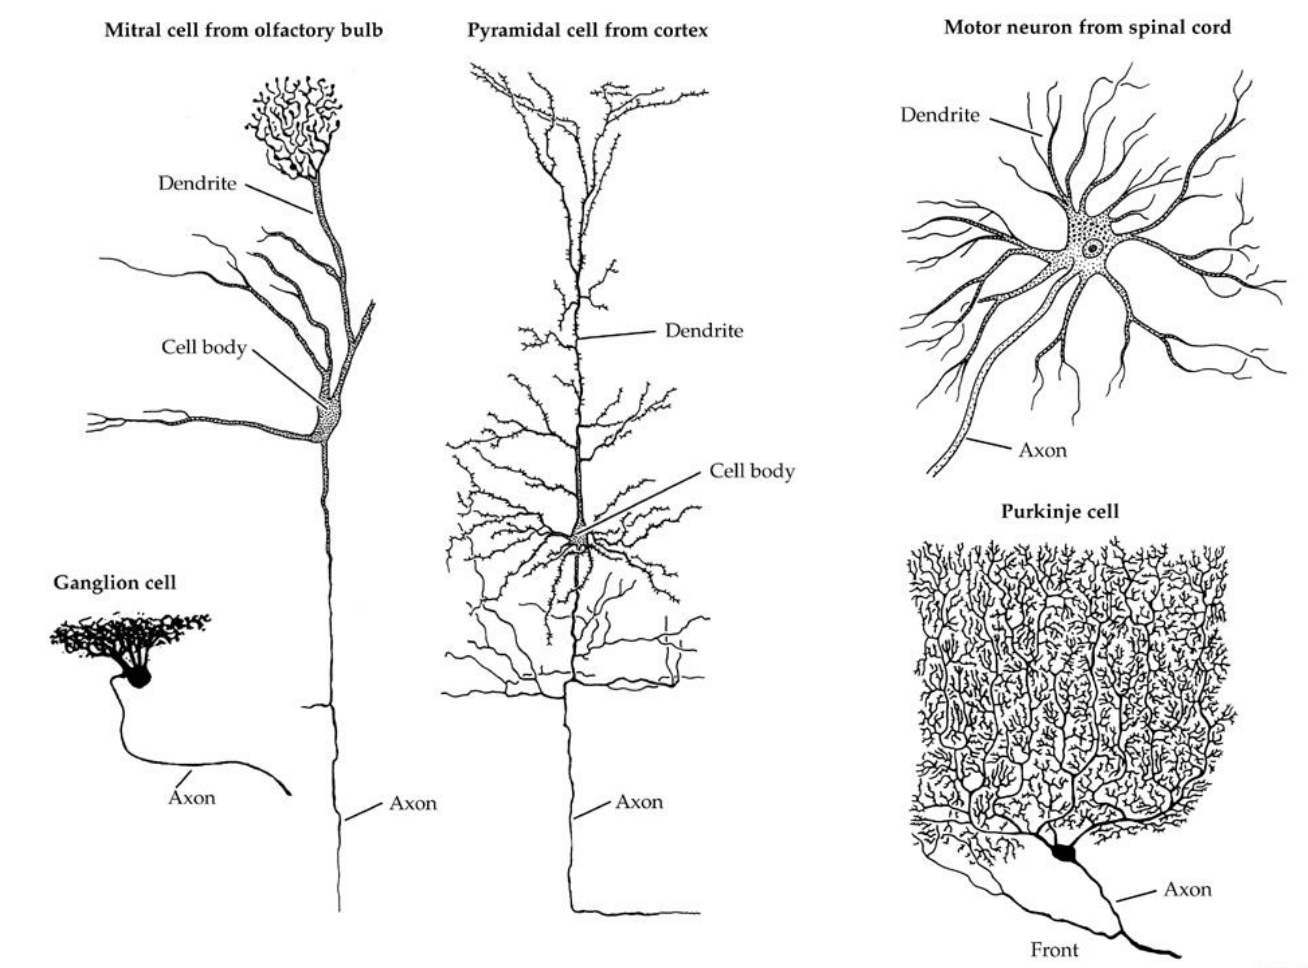 Mitral cell from olfactory bulb
Dendrite
Cell body
Axon
Ganglion cell
Axon
Pyramidal cell from cortex
Dendrite
Cell body
Axon
Motor neuron from spinal cord
Dendrite
Axon
Purkinje cell
Axon
Front